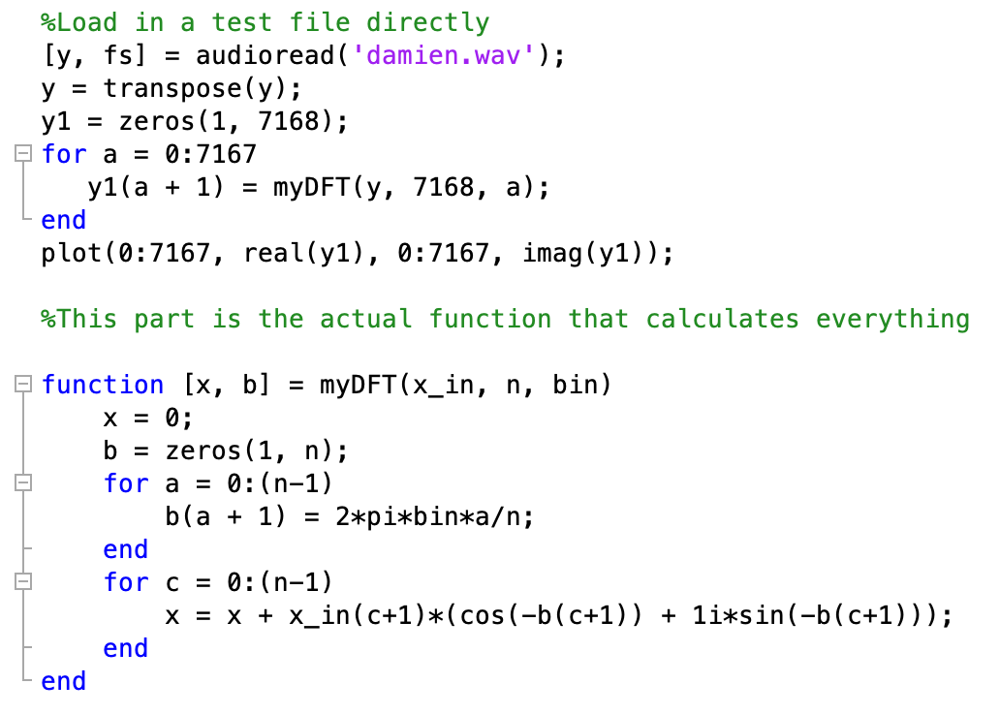 %Load in a test file directly
[y, fs] = audioread('damien.wav');
y = transpose(y);
y1 = zeros(1, 7168);
for a = 0:7167
y1(a + 1) = myDFT(y, 7168, a);
end
plot(0:7167, real(y1), 0:7167, imag(y1));
%This part is the actual function that calculates everything
function [x, b] = myDFT(x_in, n, bin)
x = 0;
b = zeros(1, n);
for a = 0:(n-1)
b(a + 1) = 2*pi*bin*a/n;
end
for c = 0:(n-1)
x = x + x_in(c+1)*(cos(-b(c+1)) + 1i*sin(-b(c+1)));
end
end